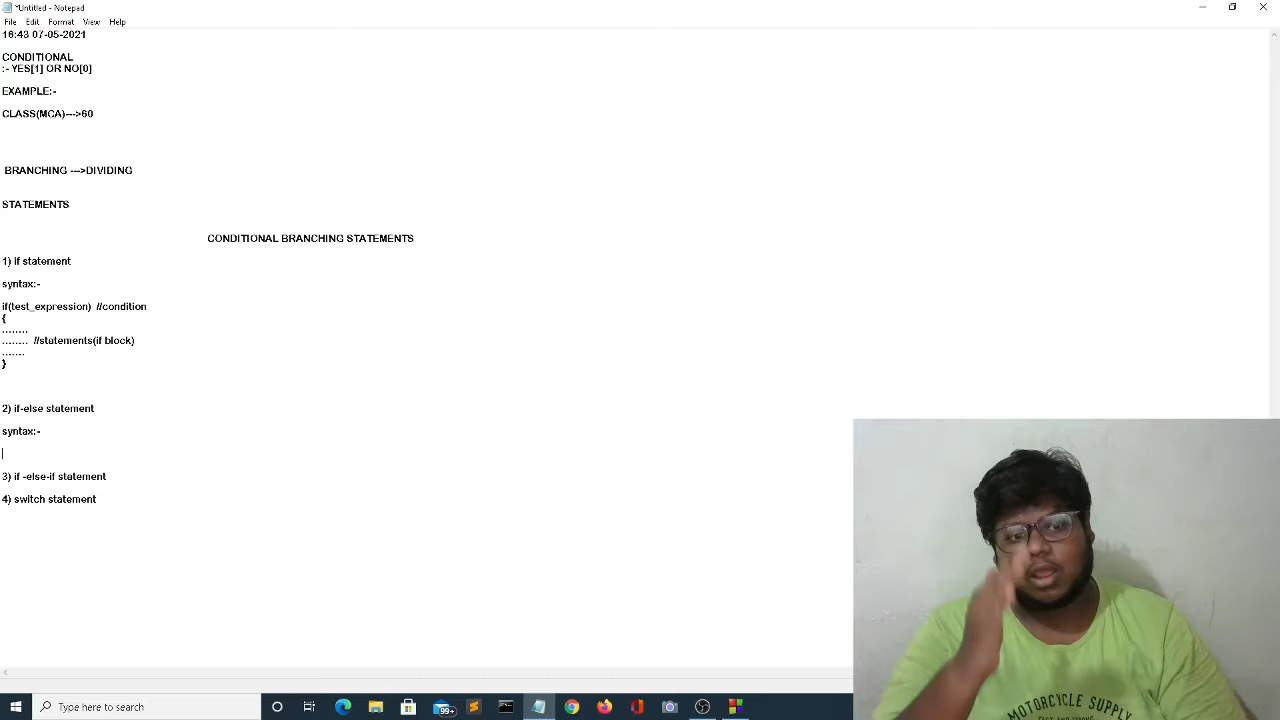 *Untitled - Notepad
File Edit Format View Help
16:43 07-05-2021
CONDITIONAL
:- YES[1] OR NO[0]
EXAMPLE:-
CLASS(MCA)--->60
BRANCHING --->DIVIDING
STATEMENTS
CONDITIONAL BRANCHING STATEMENTS
1) if statement
syntax:-
if(test_expression) //condition
{
........
........ //statements(if block)
.......
}
2) if-else statement
syntax:-
3) if -else-if statement
4) switch statement
MOTORCYCLE SUPPLY
Type here to search
99+